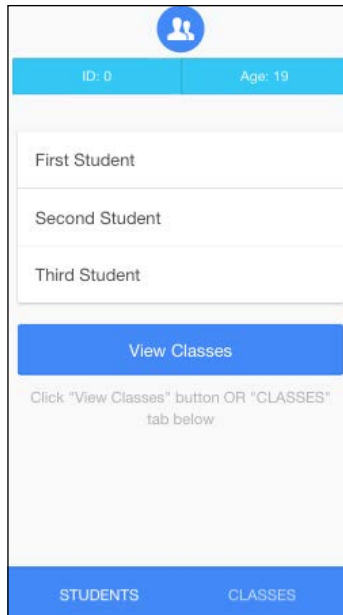 ID: 0 Age: 19
First Student
Second Student
Third Student
View Classes
Click "View Classes" button OR "CLASSES"
tab below
STUDENTS CLASSES